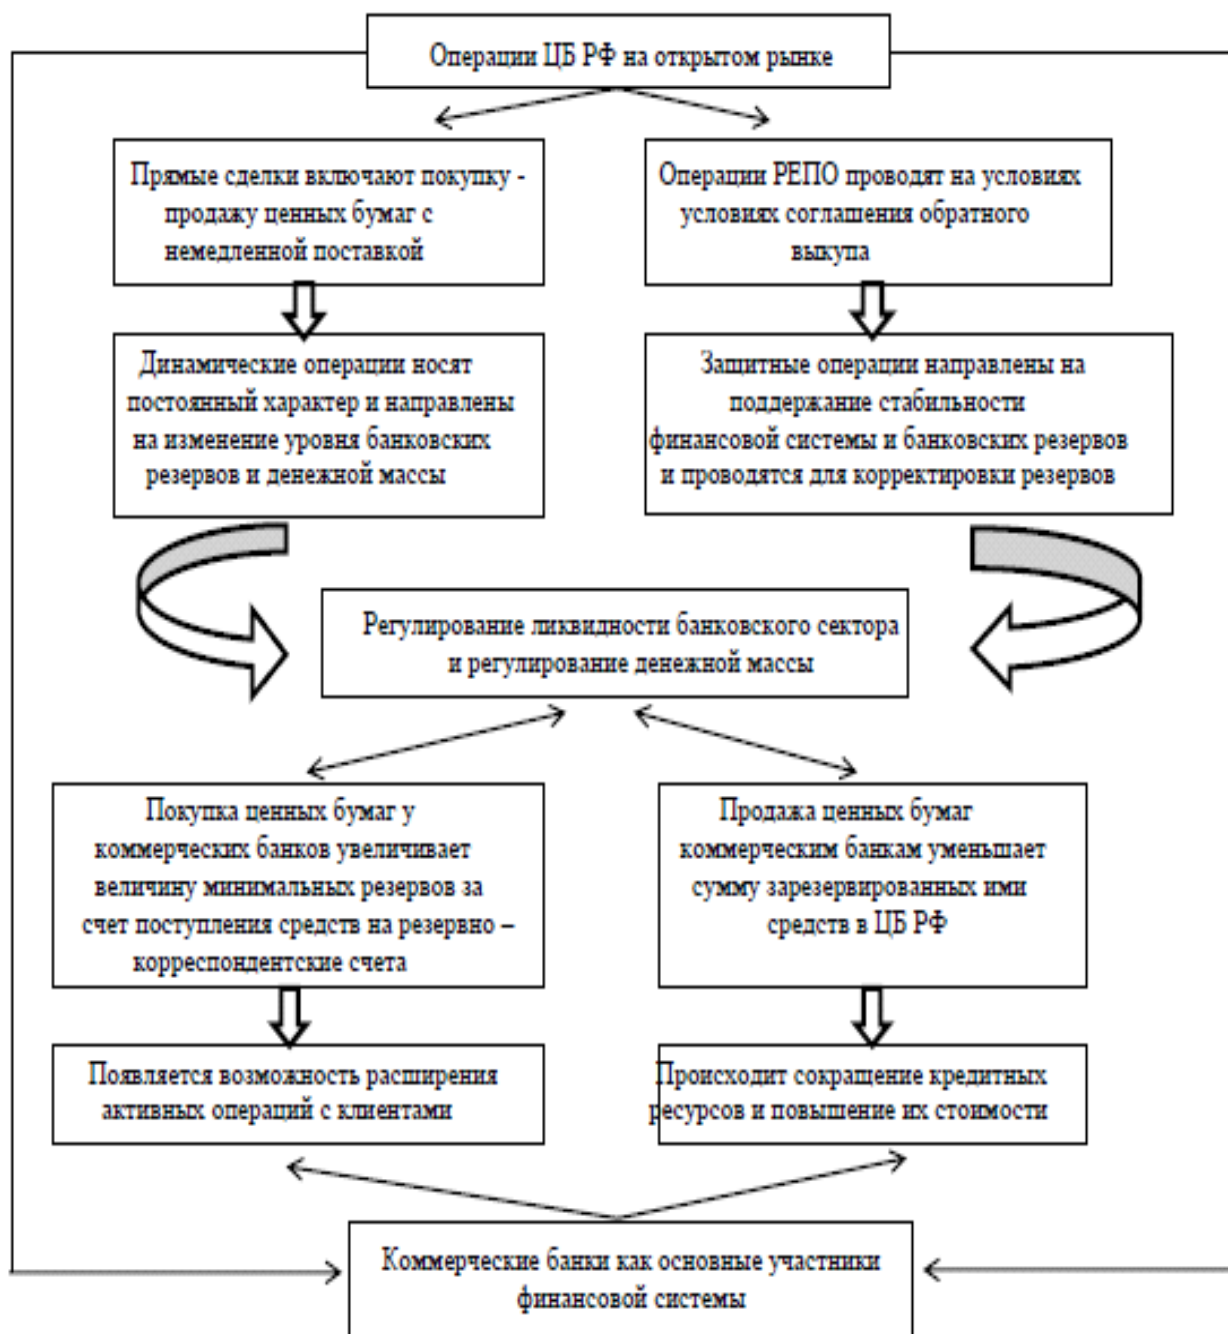 Операции ЦБ РФ на открытом рынке
Прямые сделки включают покупку -
продажу ценных бумаг с
немедленной поставкой
Операции РЕПО проводят на условиях
условиях соглашения обратного
выкупа
Динамические операции носят
постоянный характер и направлены
на изменение уровня банковских
резервов и денежной массы
Защитные операции направлены на
поддержание стабильности
финансовой системы и банковских резервов
и проводятся для корректировки резервов
Регулирование ликвидности банковского сектора
и регулирование денежной массы
Покупка ценных бумаг у
коммерческих банков увеличивает
величину минимальных резервов за
счет поступления средств на резервно –
корреспондентские счета
Продажа ценных бумаг
коммерческим банкам уменьшает
сумму зарезервированных ими
средств в ЦБ РФ
Появляется возможность расширения
активных операций с клиентами
Происходит сокращение кредитных
ресурсов и повышение их стоимости
Коммерческие банки как основные участники
финансовой системы